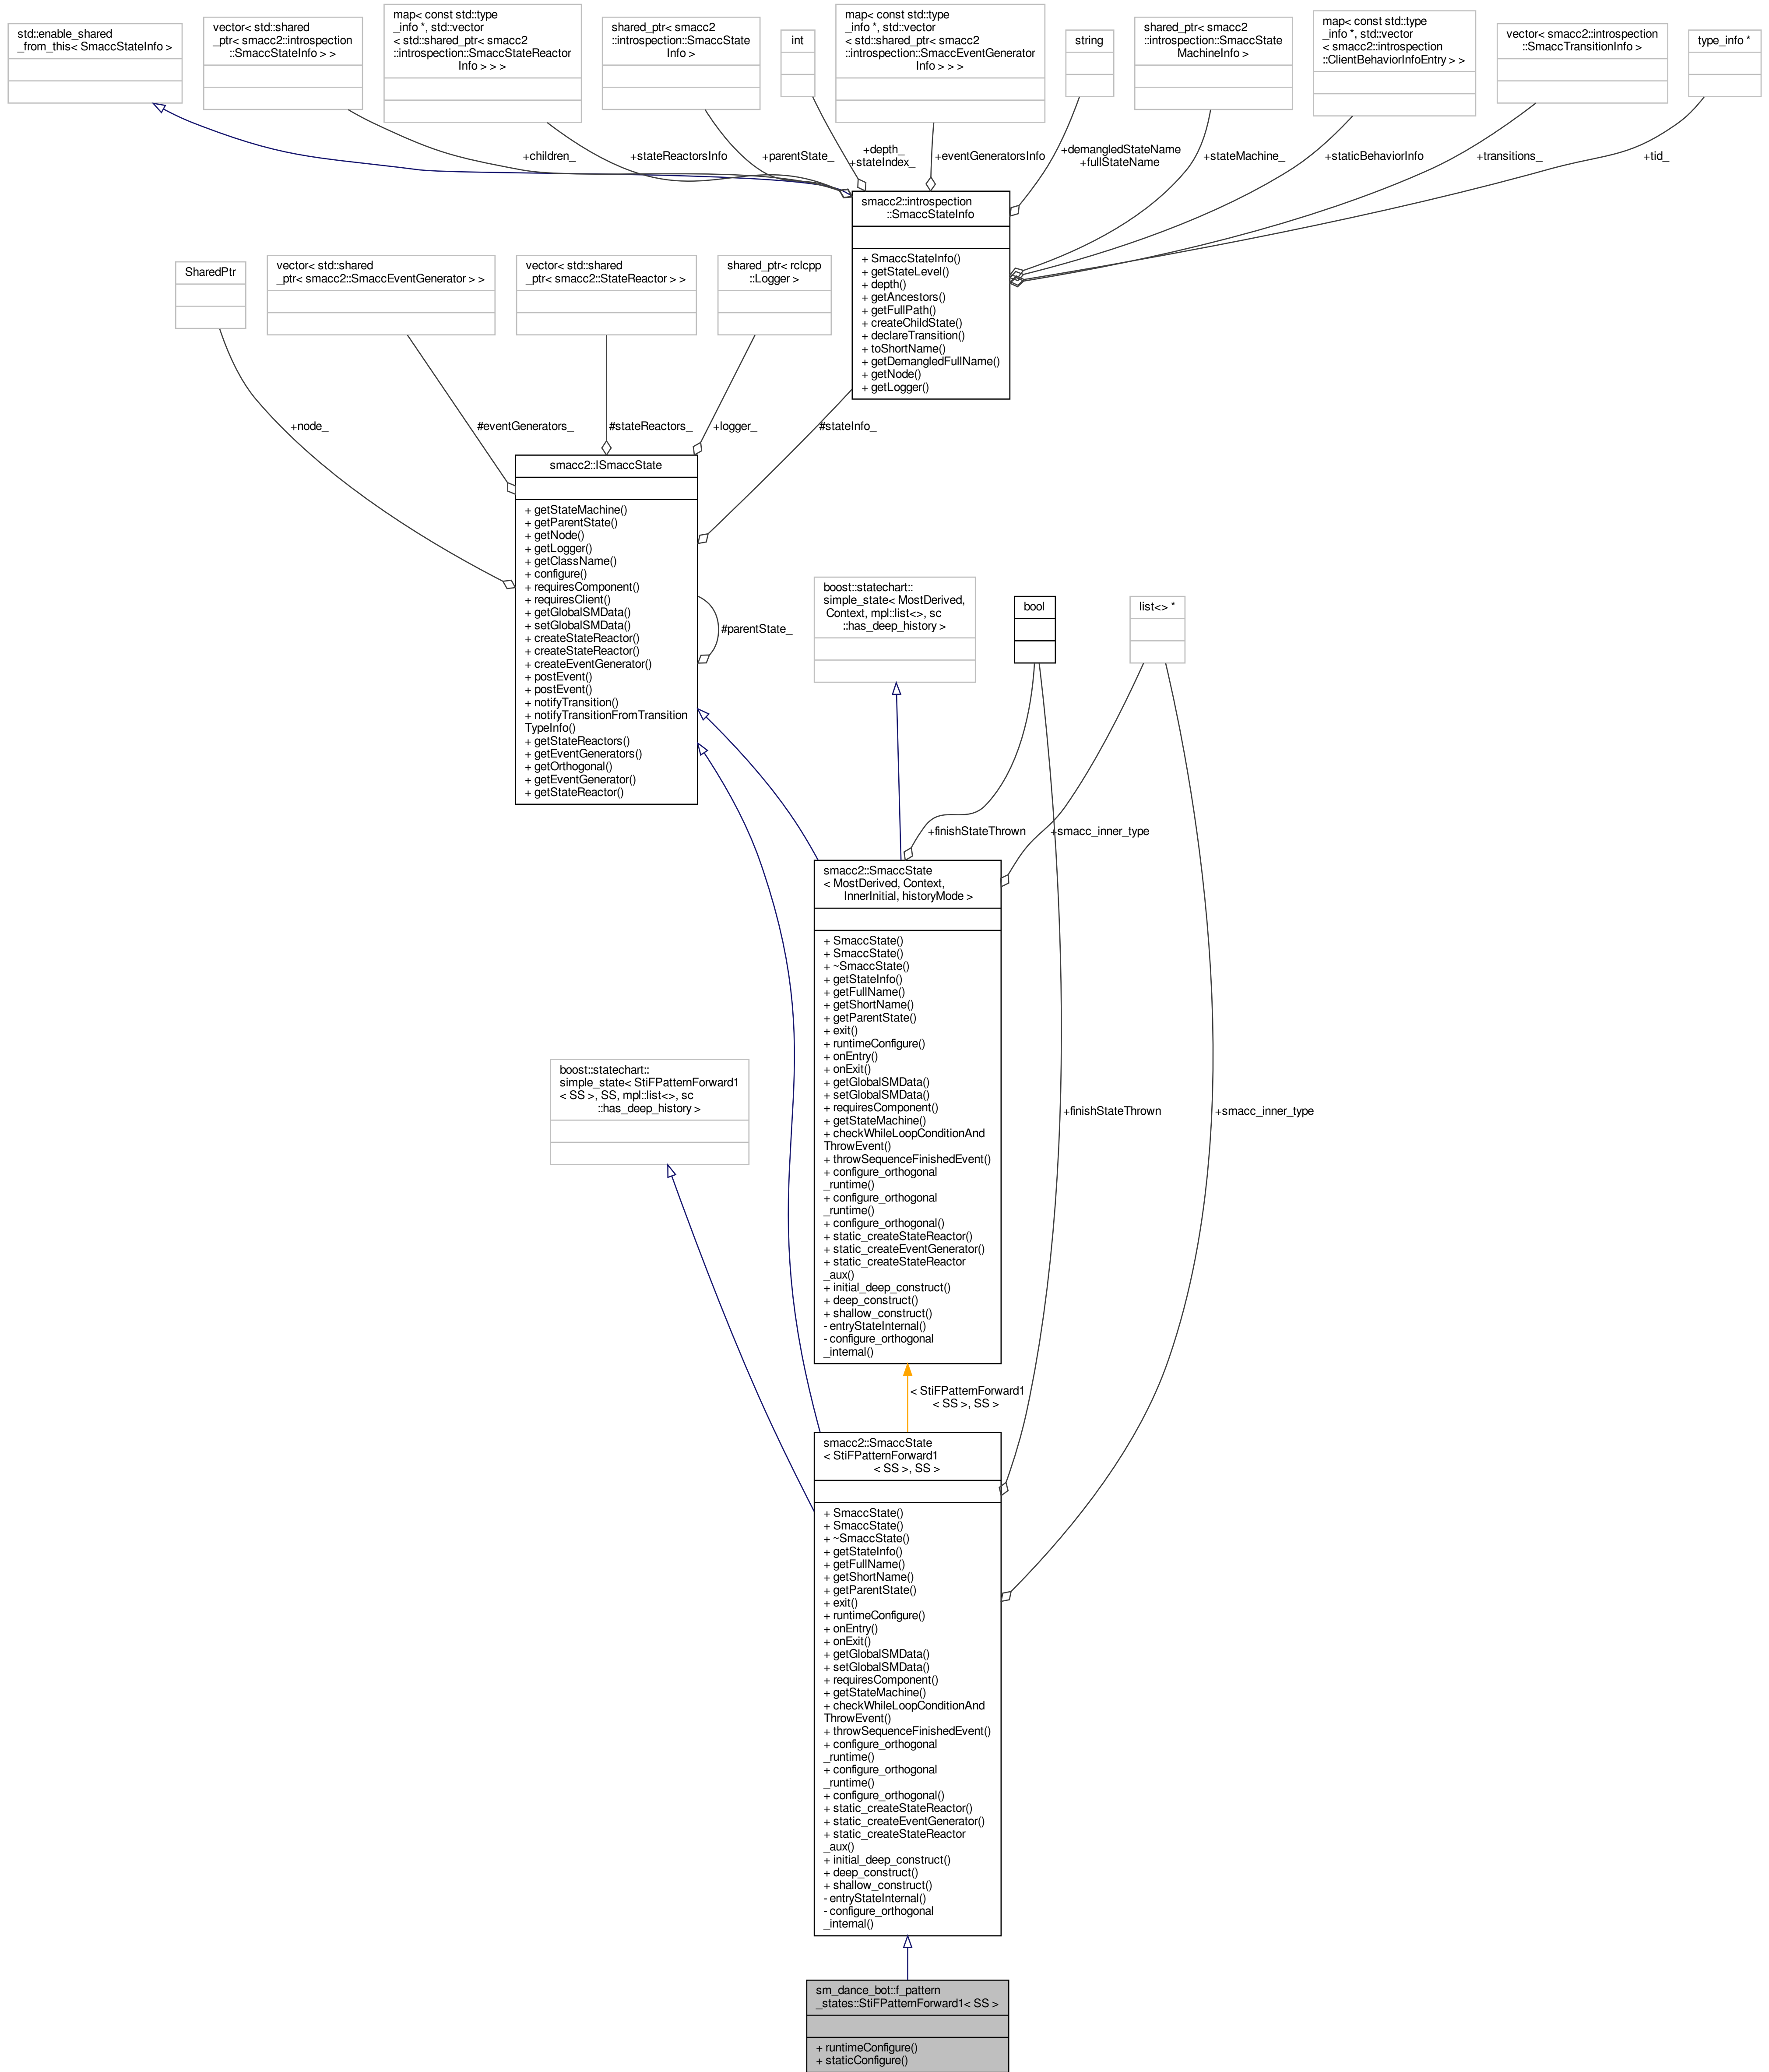 std::enable_shared
_from_this< SmaccStateInfo >
vector< std::shared
_ptr< smacc2::introspection
::SmaccStateInfo > >
map< const std::type
_info *, std::vector
< std::shared_ptr< smacc2
::introspection::SmaccStateReactor
Info > > >
shared_ptr< smacc2
::introspection::SmaccState
Info >
int
map< const std::type
_info *, std::vector
< std::shared_ptr< smacc2
::introspection::SmaccEventGenerator
Info > > >
string
shared_ptr< smacc2
::introspection::SmaccState
MachineInfo >
map< const std::type
_info *, std::vector
< smacc2::introspection
::ClientBehaviorInfoEntry > >
vector< smacc2::introspection
::SmaccTransitionInfo >
type_info *
+children_
+stateReactorsInfo
+parentState_
+depth_
+stateIndex_
+eventGeneratorsInfo
+demangledStateName
+fullStateName
+stateMachine_
+staticBehaviorInfo
+transitions_
+tid_
smacc2::introspection
::SmaccStateInfo
+ SmaccStateInfo()
+ getStateLevel()
+ depth()
+ getAncestors()
+ getFullPath()
+ createChildState()
+ declareTransition()
+ toShortName()
+ getDemangledFullName()
+ getNode()
+ getLogger()
SharedPtr
vector< std::shared
_ptr< smacc2::SmaccEventGenerator > >
vector< std::shared
_ptr< smacc2::StateReactor > >
shared_ptr< rclcpp
::Logger >
+node_
#eventGenerators_
#stateReactors_
+logger_
#stateInfo_
smacc2::ISmaccState
+ getStateMachine()
+ getParentState()
+ getNode()
+ getLogger()
+ getClassName()
+ configure()
+ requiresComponent()
+ requiresClient()
+ getGlobalSMData()
+ setGlobalSMData()
+ createStateReactor()
+ createStateReactor()
+ createEventGenerator()
+ postEvent()
+ postEvent()
+ notifyTransition()
+ notifyTransitionFromTransition
TypeInfo()
+ getStateReactors()
+ getEventGenerators()
+ getOrthogonal()
+ getEventGenerator()
+ getStateReactor()
#parentState_
boost::statechart::
simple_state< MostDerived,
Context, mpl::list<>, sc
::has_deep_history >
bool
list<> *
+finishStateThrown
+smacc_inner_type
smacc2::SmaccState
< MostDerived, Context,
InnerInitial, historyMode >
+ SmaccState()
+ SmaccState()
+ ~SmaccState()
+ getStateInfo()
+ getFullName()
+ getShortName()
+ getParentState()
+ exit()
+ runtimeConfigure()
+ onEntry()
+ onExit()
+ getGlobalSMData()
+ setGlobalSMData()
+ requiresComponent()
+ getStateMachine()
+ checkWhileLoopConditionAnd
ThrowEvent()
+ throwSequenceFinishedEvent()
+ configure_orthogonal
_runtime()
+ configure_orthogonal
_runtime()
+ configure_orthogonal()
+ static_createStateReactor()
+ static_createEventGenerator()
+ static_createStateReactor
_aux()
+ initial_deep_construct()
+ deep_construct()
+ shallow_construct()
- entryStateInternal()
- configure_orthogonal
_internal()
boost::statechart::
simple_state< StiFPatternForward1
< SS >, SS, mpl::list<>, sc
::has_deep_history >
+finishStateThrown
+smacc_inner_type
< StiFPatternForward1
< SS >, SS >
smacc2::SmaccState
< StiFPatternForward1
< SS >, SS >
+ SmaccState()
+ SmaccState()
+ ~SmaccState()
+ getStateInfo()
+ getFullName()
+ getShortName()
+ getParentState()
+ exit()
+ runtimeConfigure()
+ onEntry()
+ onExit()
+ getGlobalSMData()
+ setGlobalSMData()
+ requiresComponent()
+ getStateMachine()
+ checkWhileLoopConditionAnd
ThrowEvent()
+ throwSequenceFinishedEvent()
+ configure_orthogonal
_runtime()
+ configure_orthogonal
_runtime()
+ configure_orthogonal()
+ static_createStateReactor()
+ static_createEventGenerator()
+ static_createStateReactor
_aux()
+ initial_deep_construct()
+ deep_construct()
+ shallow_construct()
- entryStateInternal()
- configure_orthogonal
_internal()
sm_dance_bot::f_pattern
_states::StiFPatternForward1< SS >
+ runtimeConfigure()
+ staticConfigure()